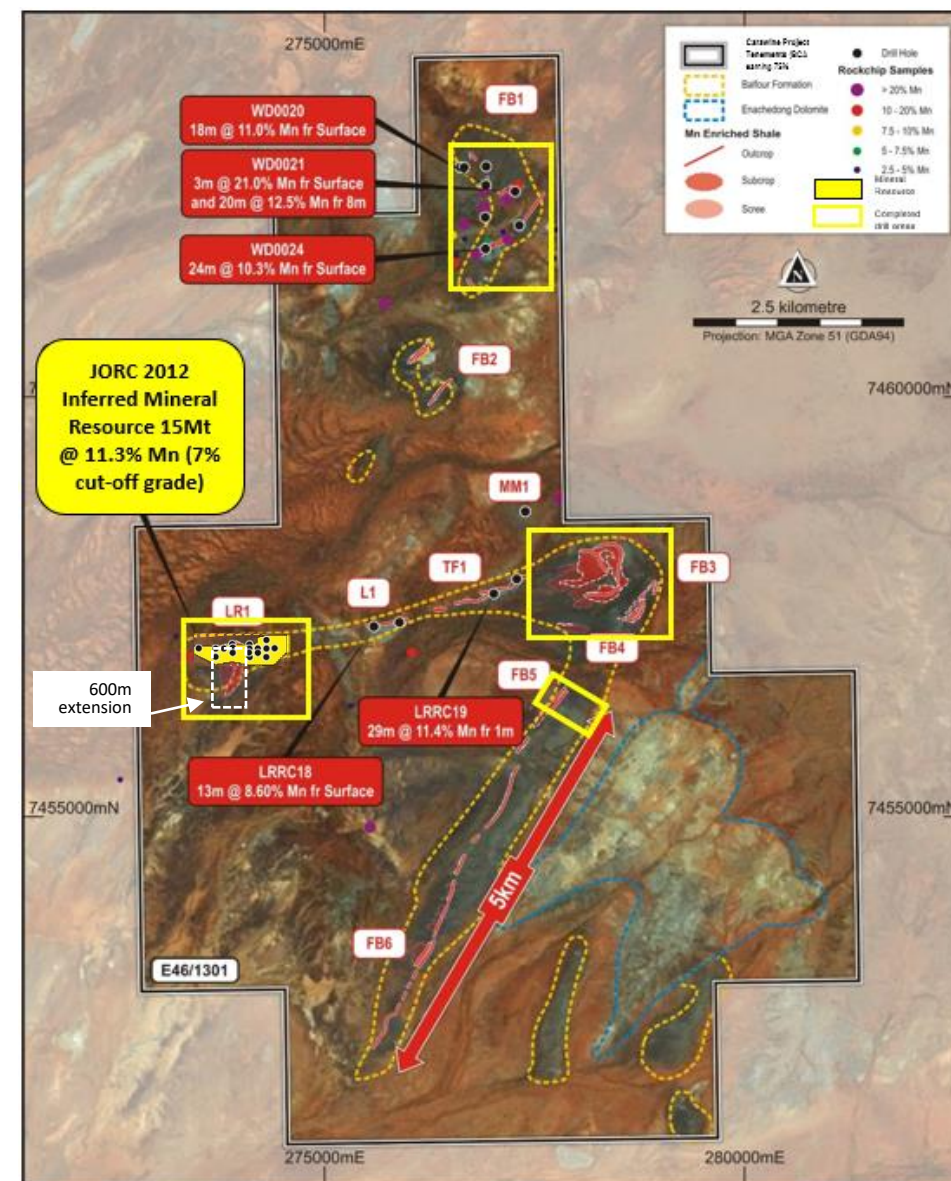 275000mE
WD0020
18m @ 11.0% Mn fr Surface
WD0021
3m @ 21.0% Mn fr Surface
and 20m @ 12.5% Mn fr 8m
WD0024
24m @ 10.3% Mn fr Surface
FB1
Carawine Project
Tenements
earning 75%
Balfour Formation
Enachedong Dolomite
Mn Enriched Shale
Outcrop
Subcrop
Scree
Drill Hole
Rockchip Samples
> 20% Mn
10 - 20% Mn
7.5 - 10% Mn
5 - 7.5% Mn
2.5 - 5% Mn
Mineral
Resource
Completed
drill areas
N
2.5 kilometre
Projection: MGA Zone 51 (GDA94)
JORC 2012
Inferred Mineral
Resource 15Mt
@ 11.3% Mn (7%
cut-off grade)
FB2
7
7460000mN
MM1
TF1
FB3
L1
LR1
FB4
600m
extension
FB5
LRRC19
29m @ 11.4% Mn fr 1m
LRRC18
13m @ 8.60% Mn fr Surface
7455000mN
7455000mN
5km
FB6
E46/1301
275000mE
280000mE